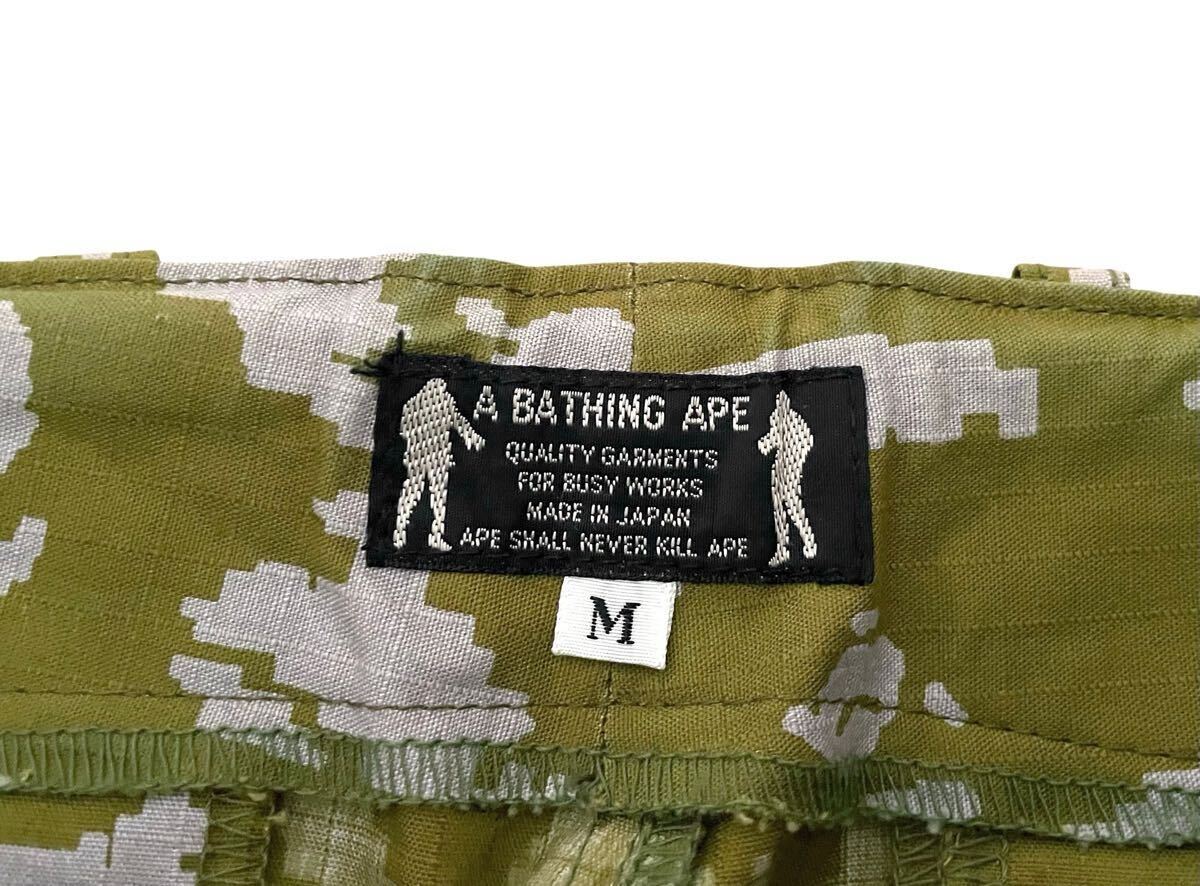 A BATHING APE
QUALITY GARMENTS
FOR BUSY WORKS
MADE IN JAPAN
APE SHALL NEVER KILL APE
M